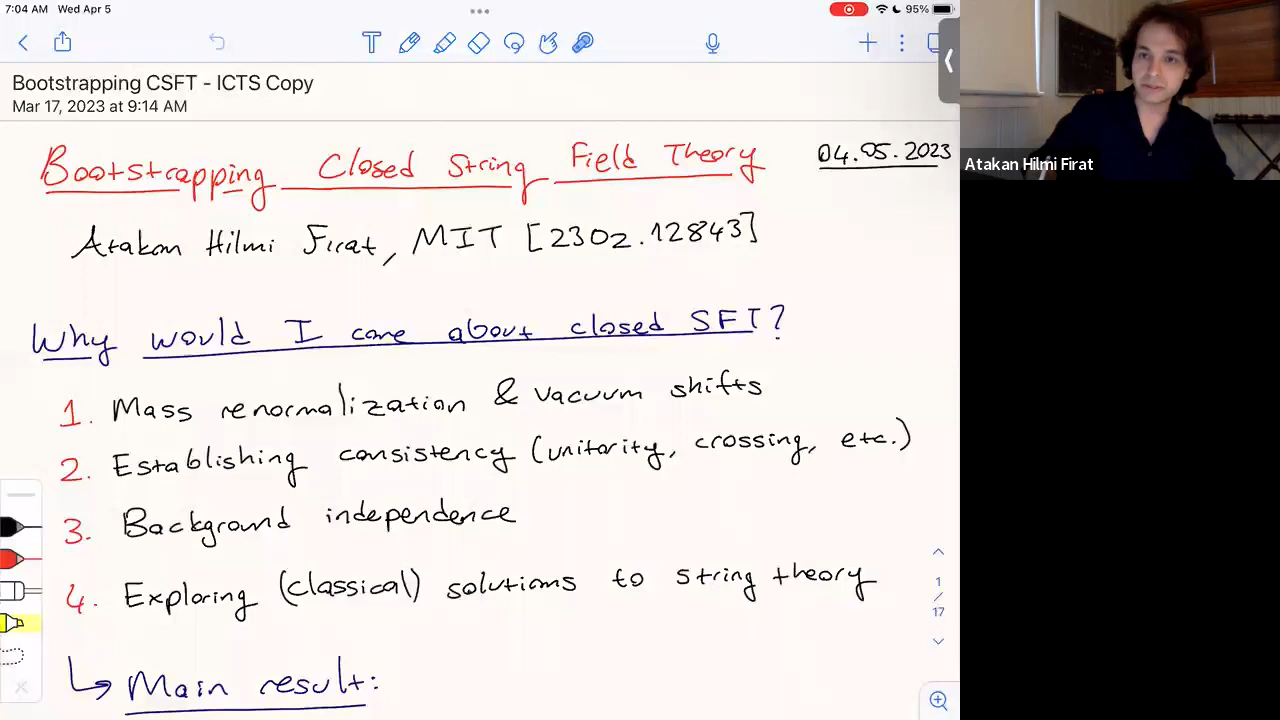 7:04 AM Wed Apr 5
95%
Bootstrapping CSFT - ICTS Copy
Mar 17, 2023 at 9:14 AM
Bootstrapping Closed String Field Theory
04.05.2023
Atakan Hilmi Fırat, MIT [2302.12843]
Why would I care about closed SFT?
1. Mass renormalization & vacuum shifts
2. Establishing consistency (unitarity, crossing, etc.)
3. Background independence
4. Exploring (classical) solutions to string theory
↳ Main result:
1
/
17
Atakan Hilmi Firat